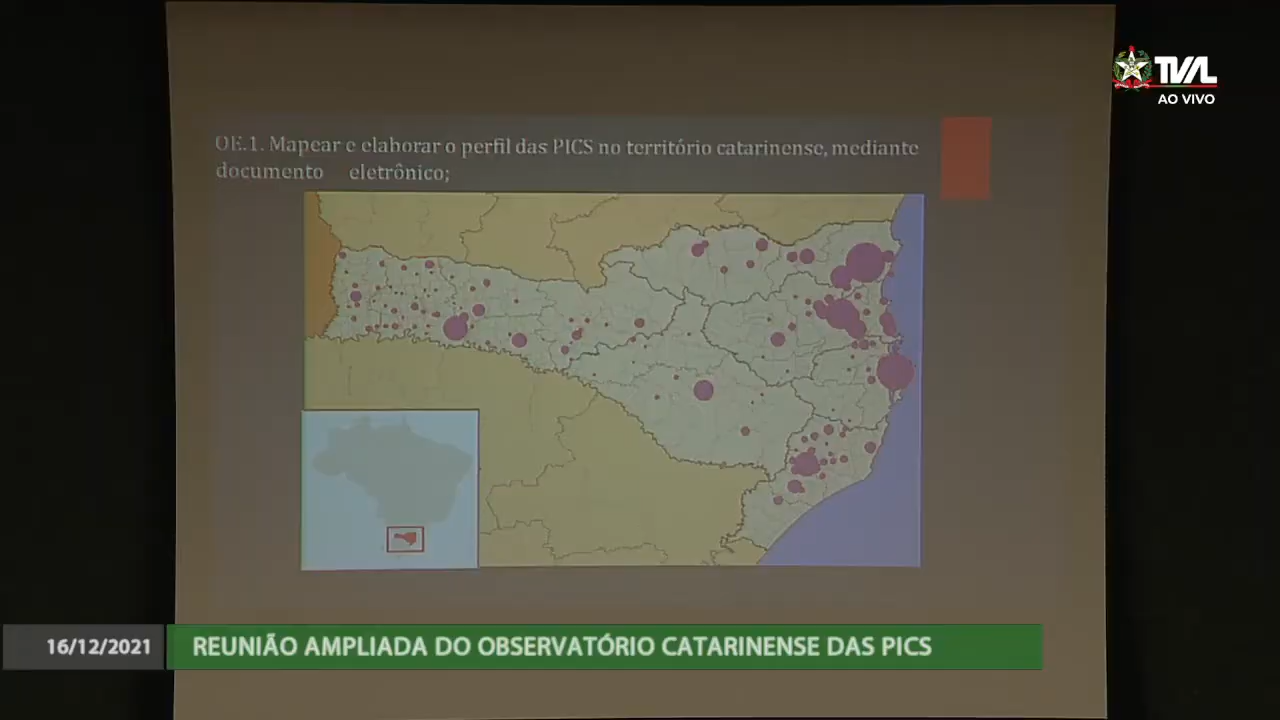 TVAL
AO VIVO
OE.1. Mapear e elaborar o perfil das PICS no território catarinense, mediante
documento eletrônico;
16/12/2021
REUNIÃO AMPLIADA DO OBSERVATÓRIO CATARINENSE DAS PICS